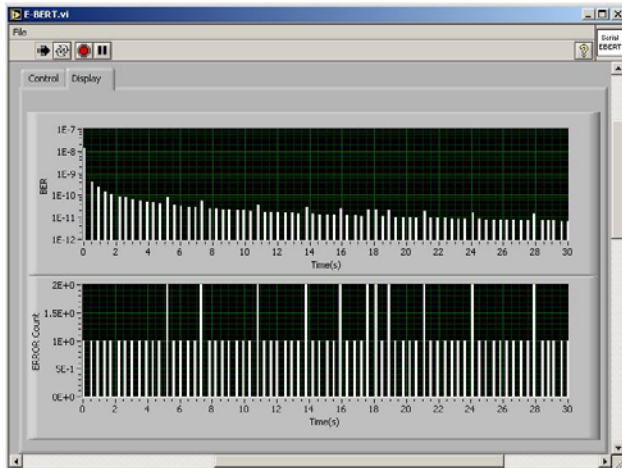 E-BERT.vi
File
Serial
EBERT
Control Display
1E-7
1E-8
1E-9
1E-10
1E-11
1E-12
BER
0 2 4 6 8 10 12 14 16 18 20 22 24 26 28 30
Time(s)
2E+0
1.5E+0
1E+0
5E-1
0E+0
ERROR Count
0 2 4 6 8 10 12 14 16 18 20 22 24 26 28 30
Time(s)